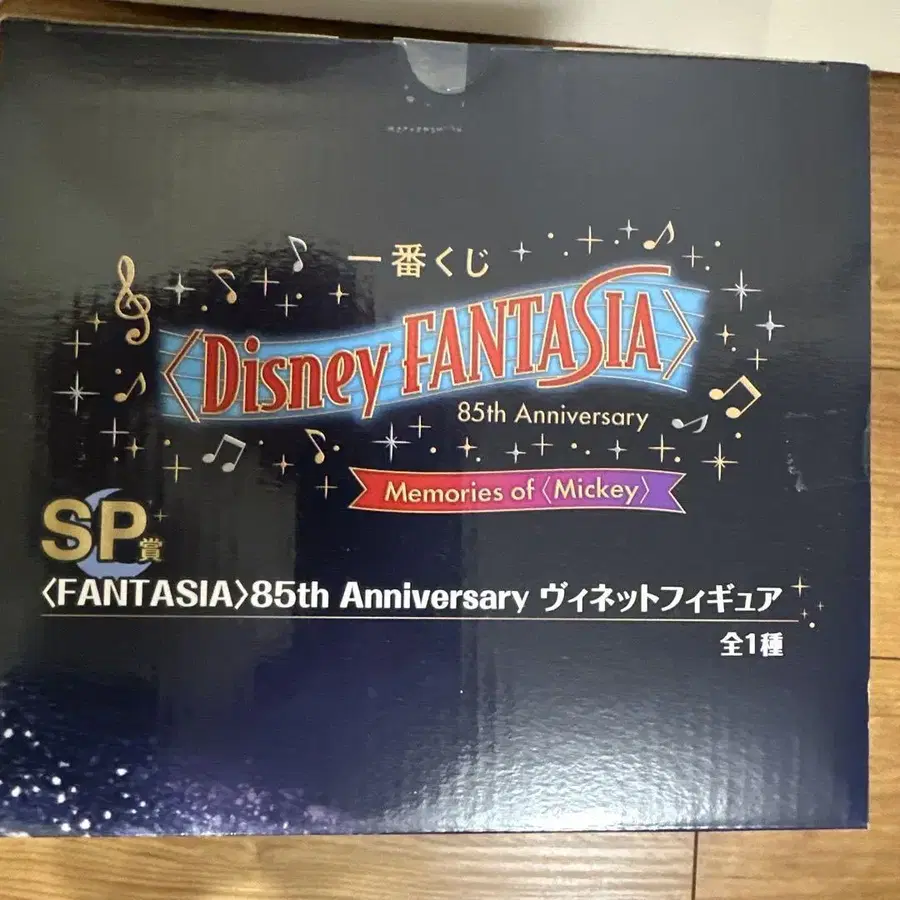 一番くじ
〈Disney FANTASIA〉
85th Anniversary
Memories of〈Mickey〉
SP賞
〈FANTASIA〉85th Anniversary ヴィネットフィギュア
全1種